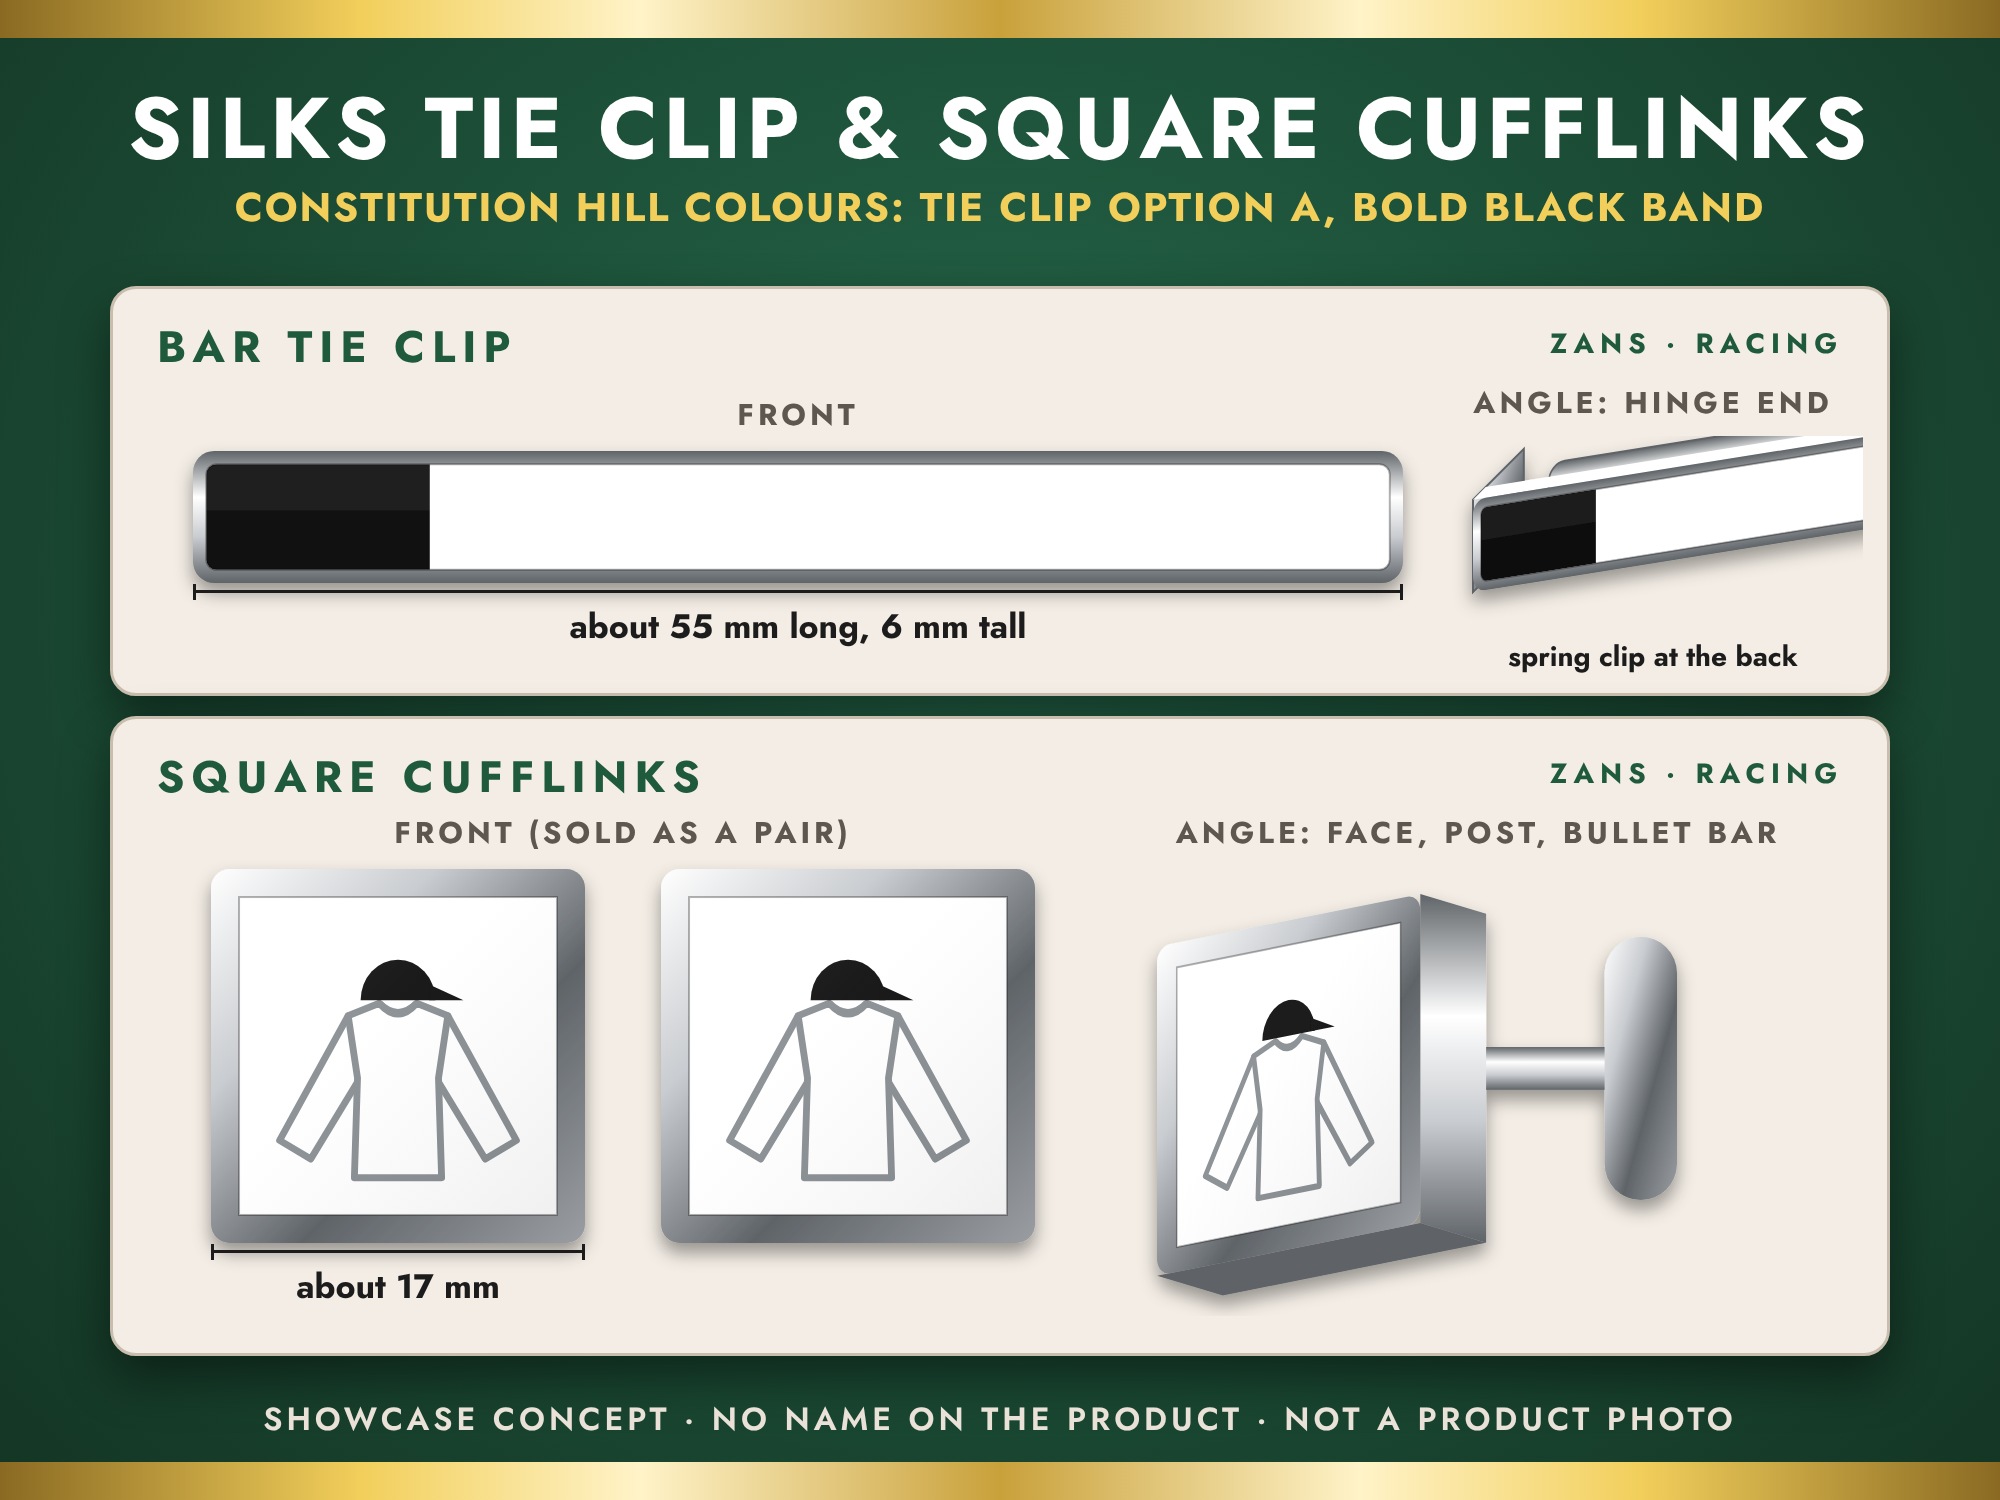 SILKS TIE CLIP & SQUARE CUFFLINKS
CONSTITUTION HILL COLOURS: TIE CLIP OPTION A, BOLD BLACK BAND
BAR TIE CLIP
ZANS · RACING
FRONT
ANGLE: HINGE END
about 55 mm long, 6 mm tall
spring clip at the back
SQUARE CUFFLINKS
ZANS · RACING
FRONT (SOLD AS A PAIR)
ANGLE: FACE, POST, BULLET BAR
about 17 mm
SHOWCASE CONCEPT · NO NAME ON THE PRODUCT · NOT A PRODUCT PHOTO